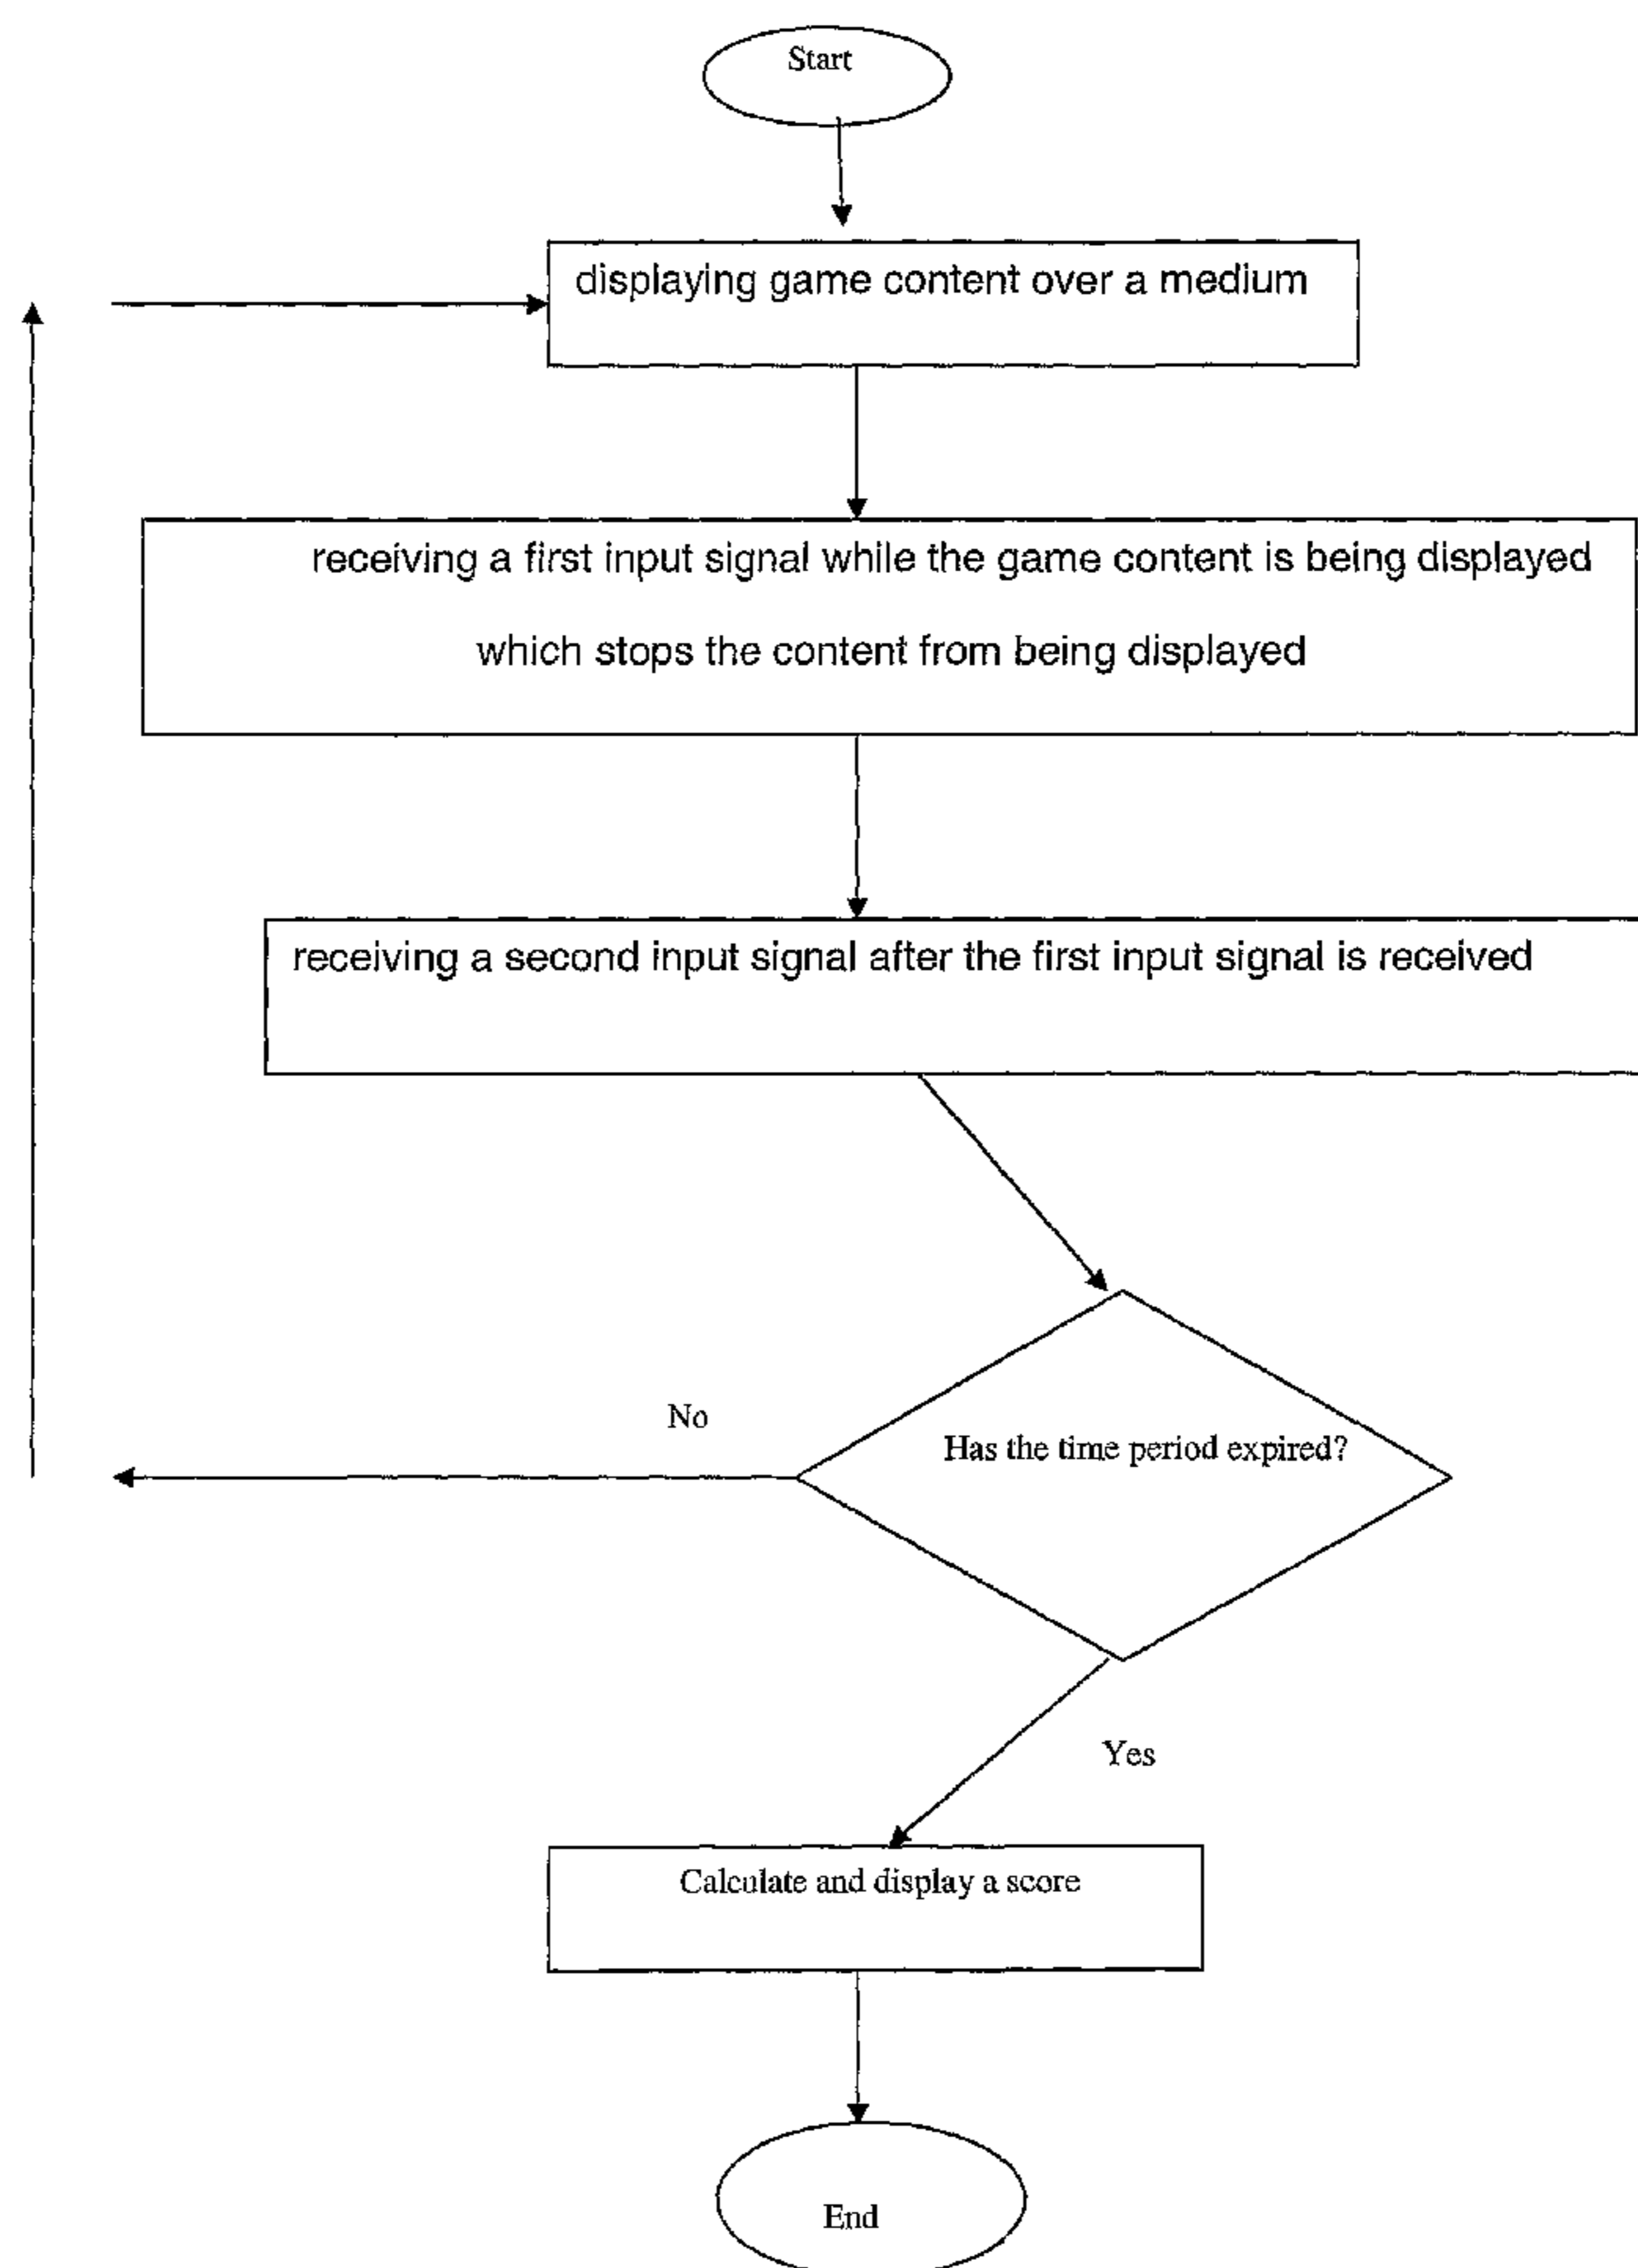 Start
displaying game content over a medium
receiving a first input signal while the game content is being displayed
which stops the content from being displayed
receiving a second input signal after the first input signal is received
No
Has the time period expired?
Yes
Calculate and display a score
End